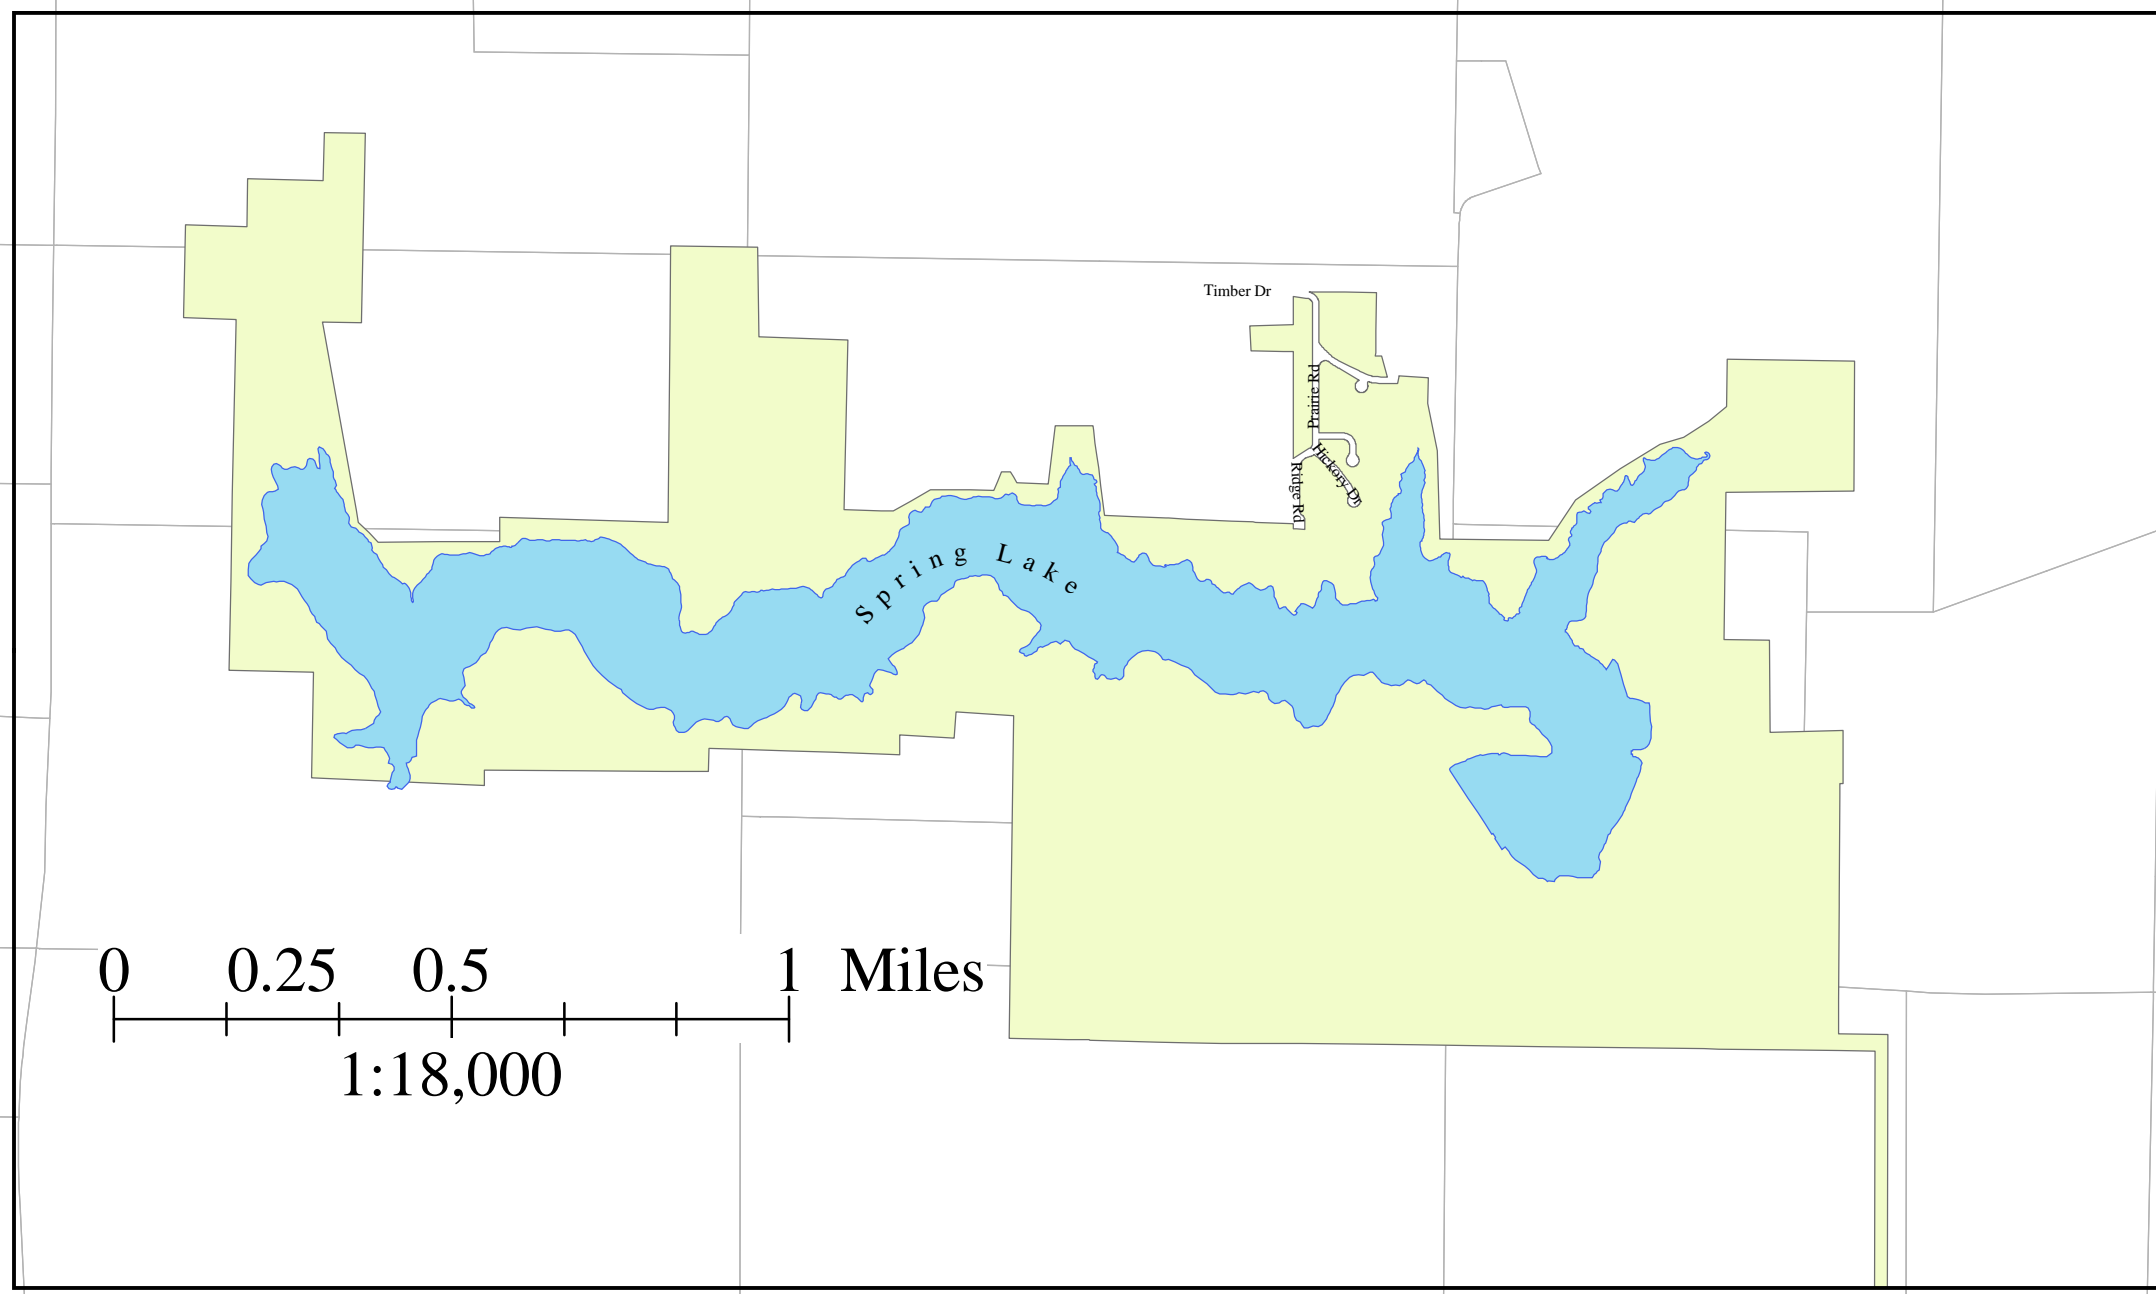 Timber Dr
Prairie Rd
Hickory Dr
Ridge Rd
Spring Lake
0 0.25 0.5 1 Miles
1:18,000